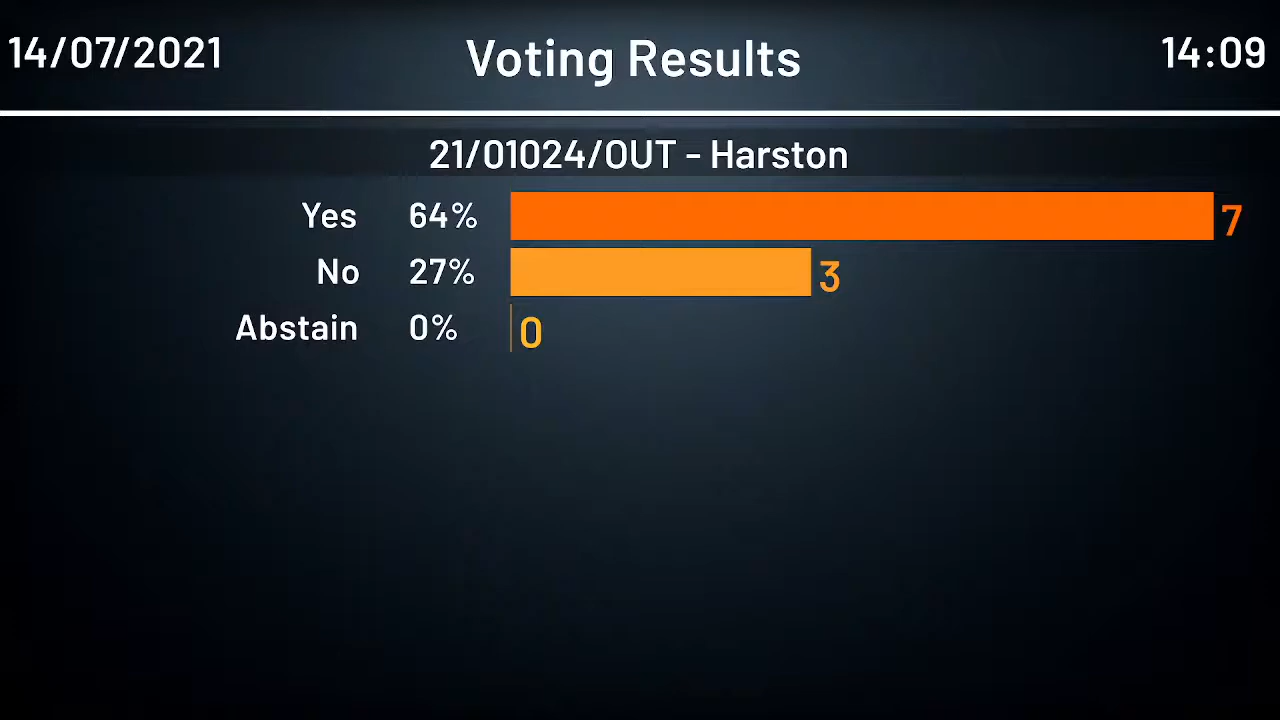 14/07/2021 Voting Results 14:09
21/01024/OUT - Harston
Yes 64% 7
No 27% 3
Abstain 0% 0